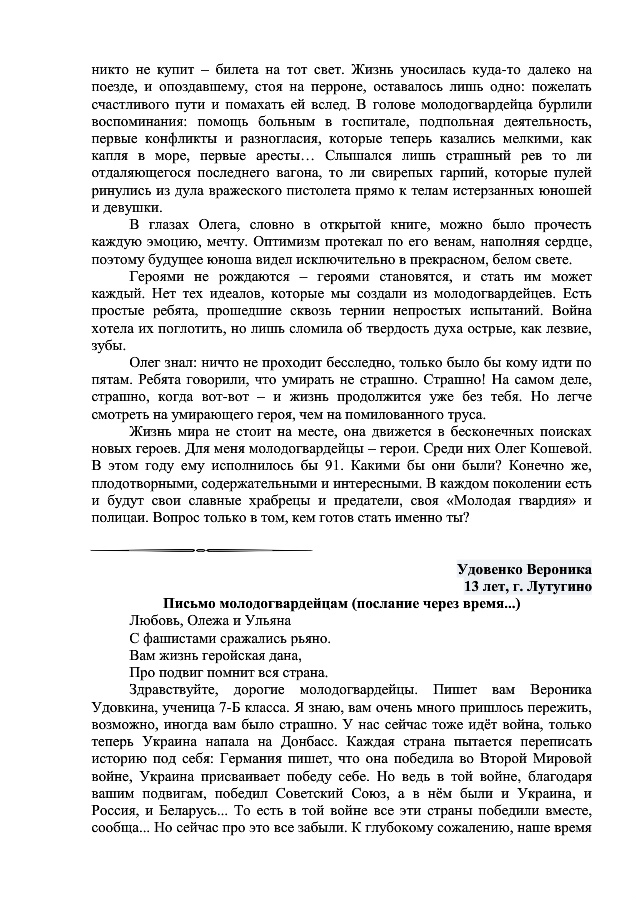 никто не купит – билета на тот свет. Жизнь уносилась куда-то далеко на
поезде, и опоздавшему, стоя на перроне, оставалось лишь одно: пожелать
счастливого пути и помахать ей вслед. В голове молодогвардейца бурлили
воспоминания: помощь больным в госпитале, подпольная деятельность,
первые конфликты и разногласия, которые теперь казались мелкими, как
капля в море, первые аресты… Слышался лишь страшный рев то ли
отдаляющегося последнего вагона, то ли свирепых гарпий, которые пулей
ринулись из дула вражеского пистолета прямо к телам истерзанных юношей
и девушки.
В глазах Олега, словно в открытой книге, можно было прочесть
каждую эмоцию, мечту. Оптимизм протекал по его венам, наполняя сердце,
поэтому будущее юноша видел исключительно в прекрасном, белом свете.
Героями не рождаются – героями становятся, и стать им может
каждый. Нет тех идеалов, которые мы создали из молодогвардейцев. Есть
простые ребята, прошедшие сквозь тернии непростых испытаний. Война
хотела их поглотить, но лишь сломила об твердость духа острые, как лезвие,
зубы.
Олег знал: ничто не проходит бесследно, только было бы кому идти по
пятам. Ребята говорили, что умирать не страшно. Страшно! На самом деле,
страшно, когда вот-вот – и жизнь продолжится уже без тебя. Но легче
смотреть на умирающего героя, чем на помилованного труса.
Жизнь мира не стоит на месте, она движется в бесконечных поисках
новых героев. Для меня молодогвардейцы – герои. Среди них Олег Кошевой.
В этом году ему исполнилось бы 91. Какими бы они были? Конечно же,
плодотворными, содержательными и интересными. В каждом поколении есть
и будут свои славные храбрецы и предатели, своя «Молодая гвардия» и
полицаи. Вопрос только в том, кем готов стать именно ты?
Удовенко Вероника
13 лет, г. Лутугино
Письмо молодогвардейцам (послание через время...)
Любовь, Олежа и Ульяна
С фашистами сражались рьяно.
Вам жизнь геройская дана,
Про подвиг помнит вся страна.
Здравствуйте, дорогие молодогвардейцы. Пишет вам Вероника
Удовкина, ученица 7-Б класса. Я знаю, вам очень много пришлось пережить,
возможно, иногда вам было страшно. У нас сейчас тоже идёт война, только
теперь Украина напала на Донбасс. Каждая страна пытается переписать
историю под себя: Германия пишет, что она победила во Второй Мировой
войне, Украина присваивает победу себе. Но ведь в той войне, благодаря
вашим подвигам, победил Советский Союз, а в нём были и Украина, и
Россия, и Беларусь... То есть в той войне все эти страны победили вместе,
сообща... Но сейчас про это все забыли. К глубокому сожалению, наше время